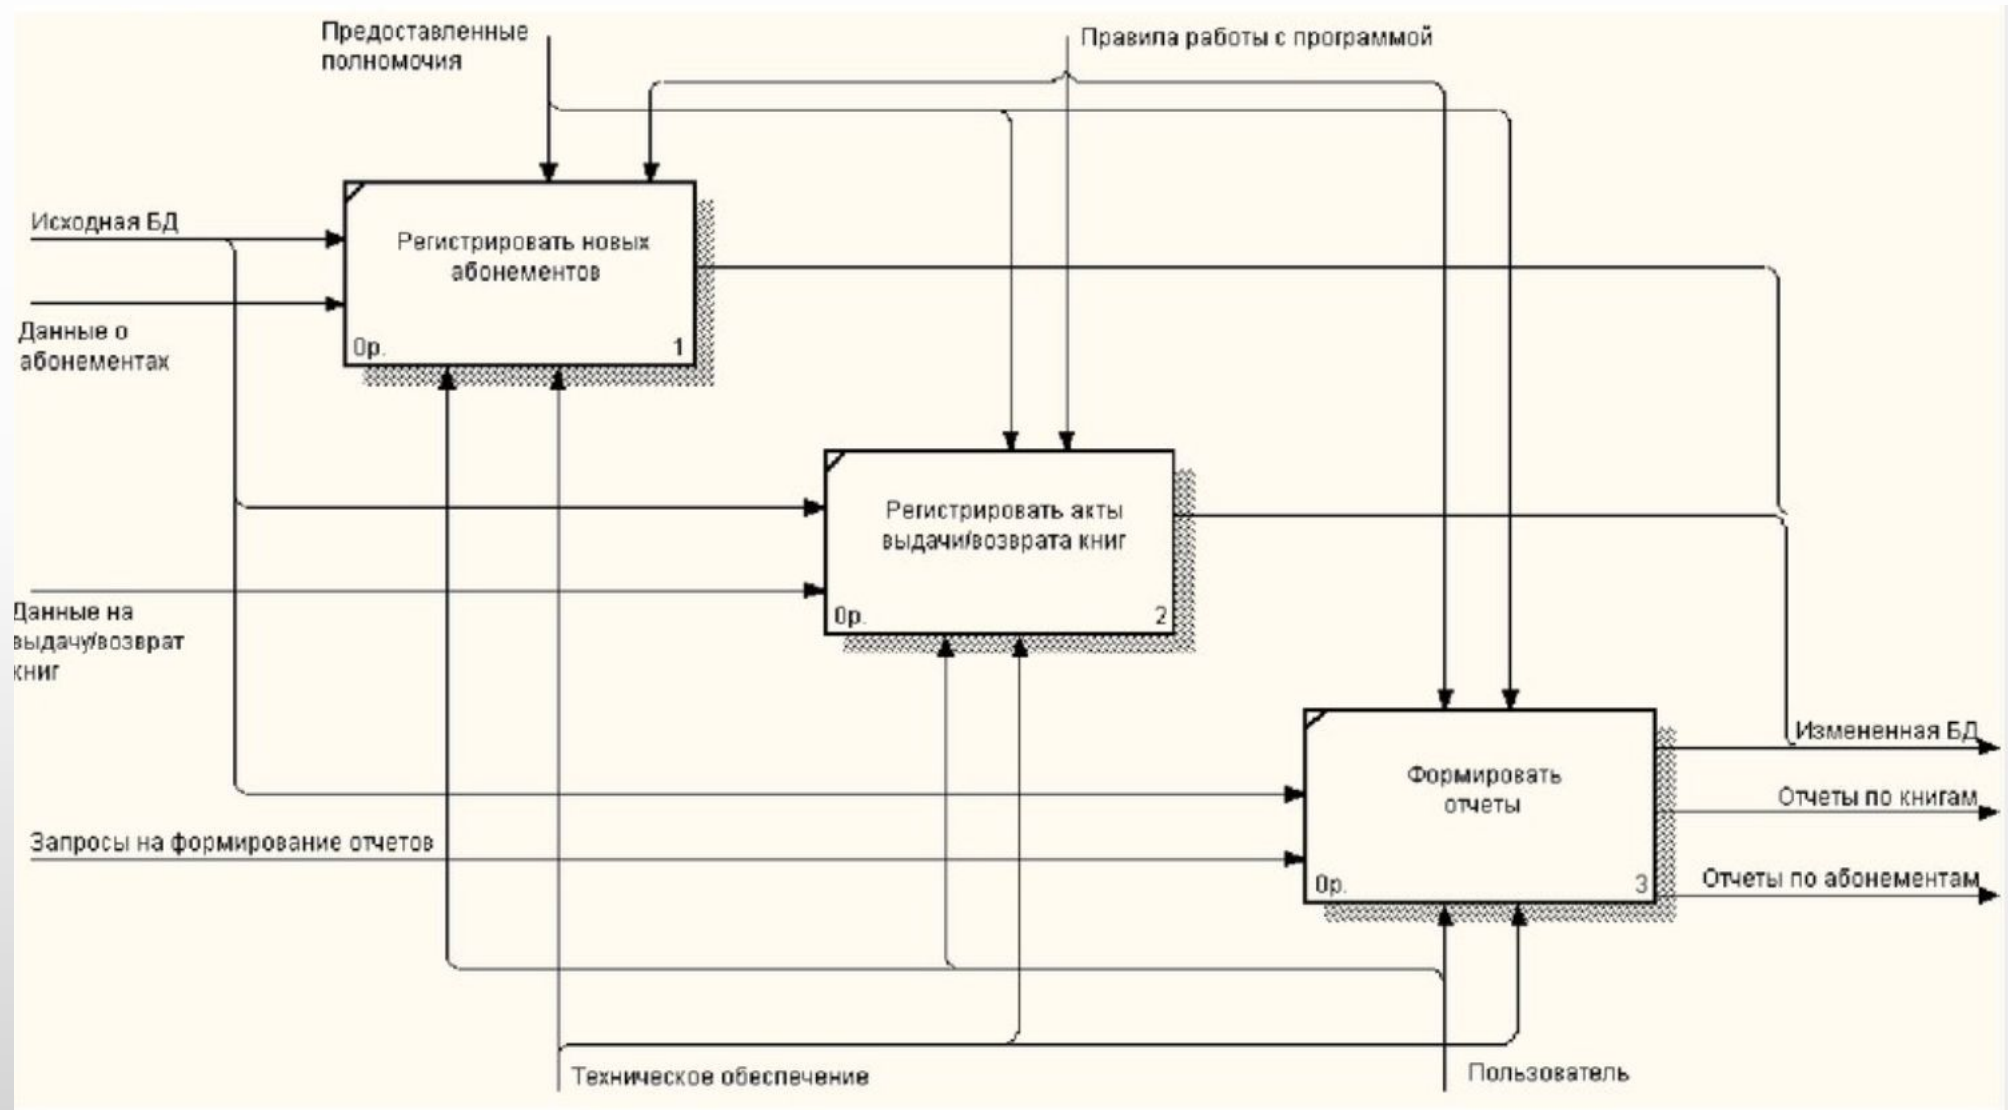 Предоставленные
полномочия
Правила работы с программой
Исходная БД
Регистрировать новых
абонементов
Данные о
абонементах
0р.
1
Регистрировать акты
выдачи/возврата книг
Данные на
выдачу/возврат
книг
0р.
2
Измененная БД
Формировать
отчеты
Отчеты по книгам
Запросы на формирование отчетов
Отчеты по абонементам
0р.
3
Техническое обеспечение
Пользователь